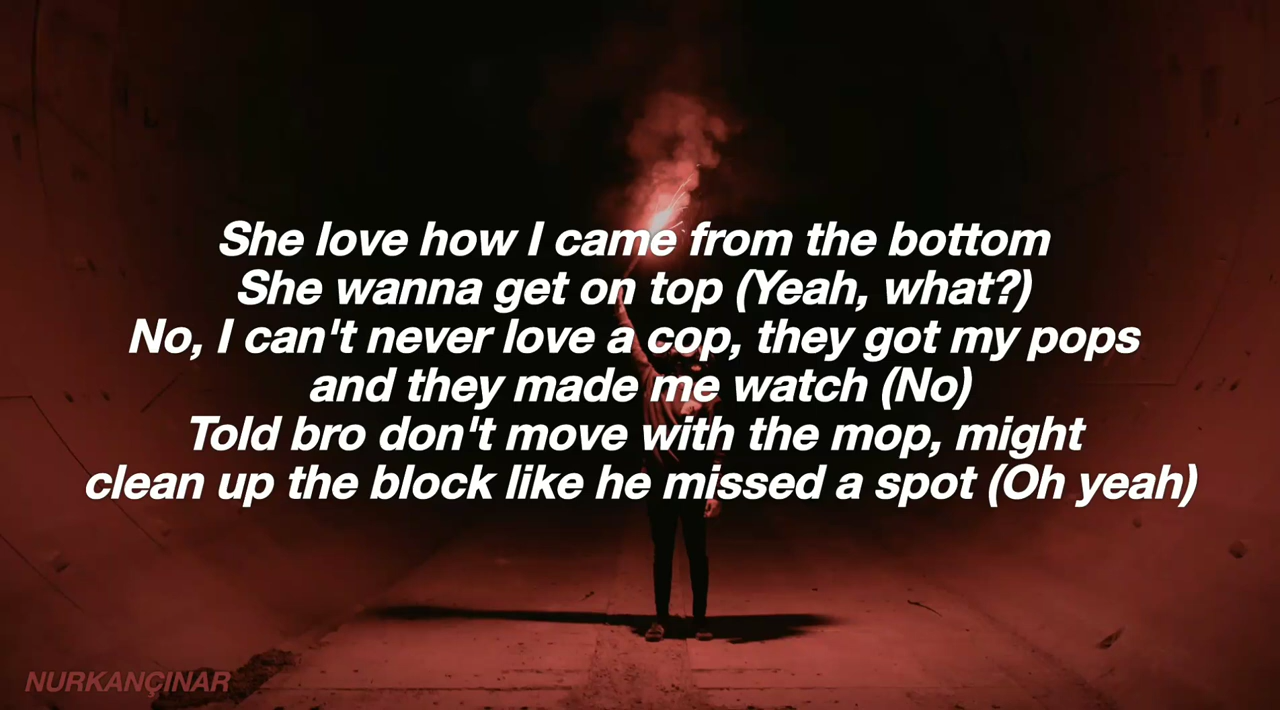 She love how I came from the bottom
She wanna get on top (Yeah, what?)
No, I can't never love a cop, they got my pops
and they made me watch (No)
Told bro don't move with the mop, might
clean up the block like he missed a spot (Oh yeah)
NURKANÇINAR